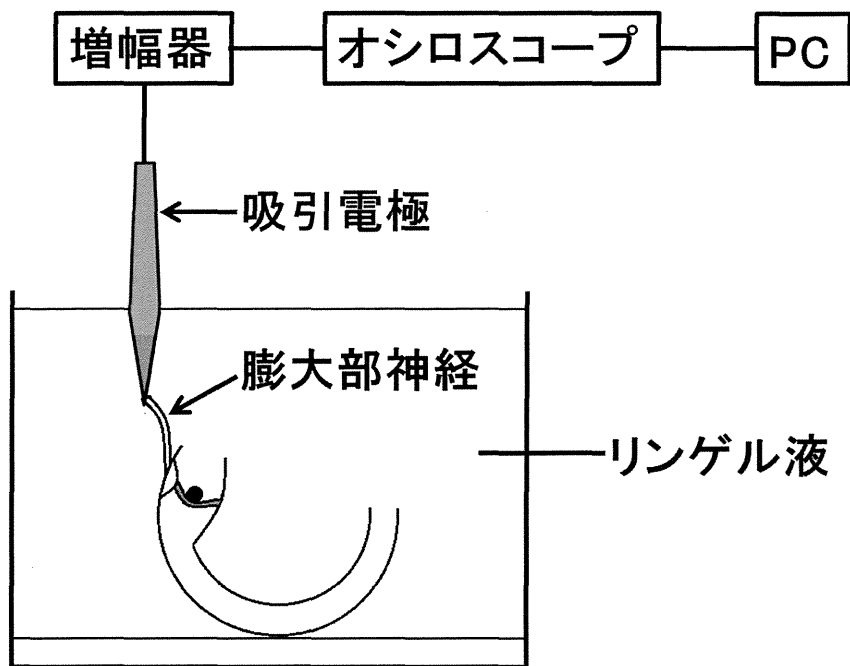 増幅器
オシロスコープ
PC
吸引電極
膨大部神経
リンゲル液